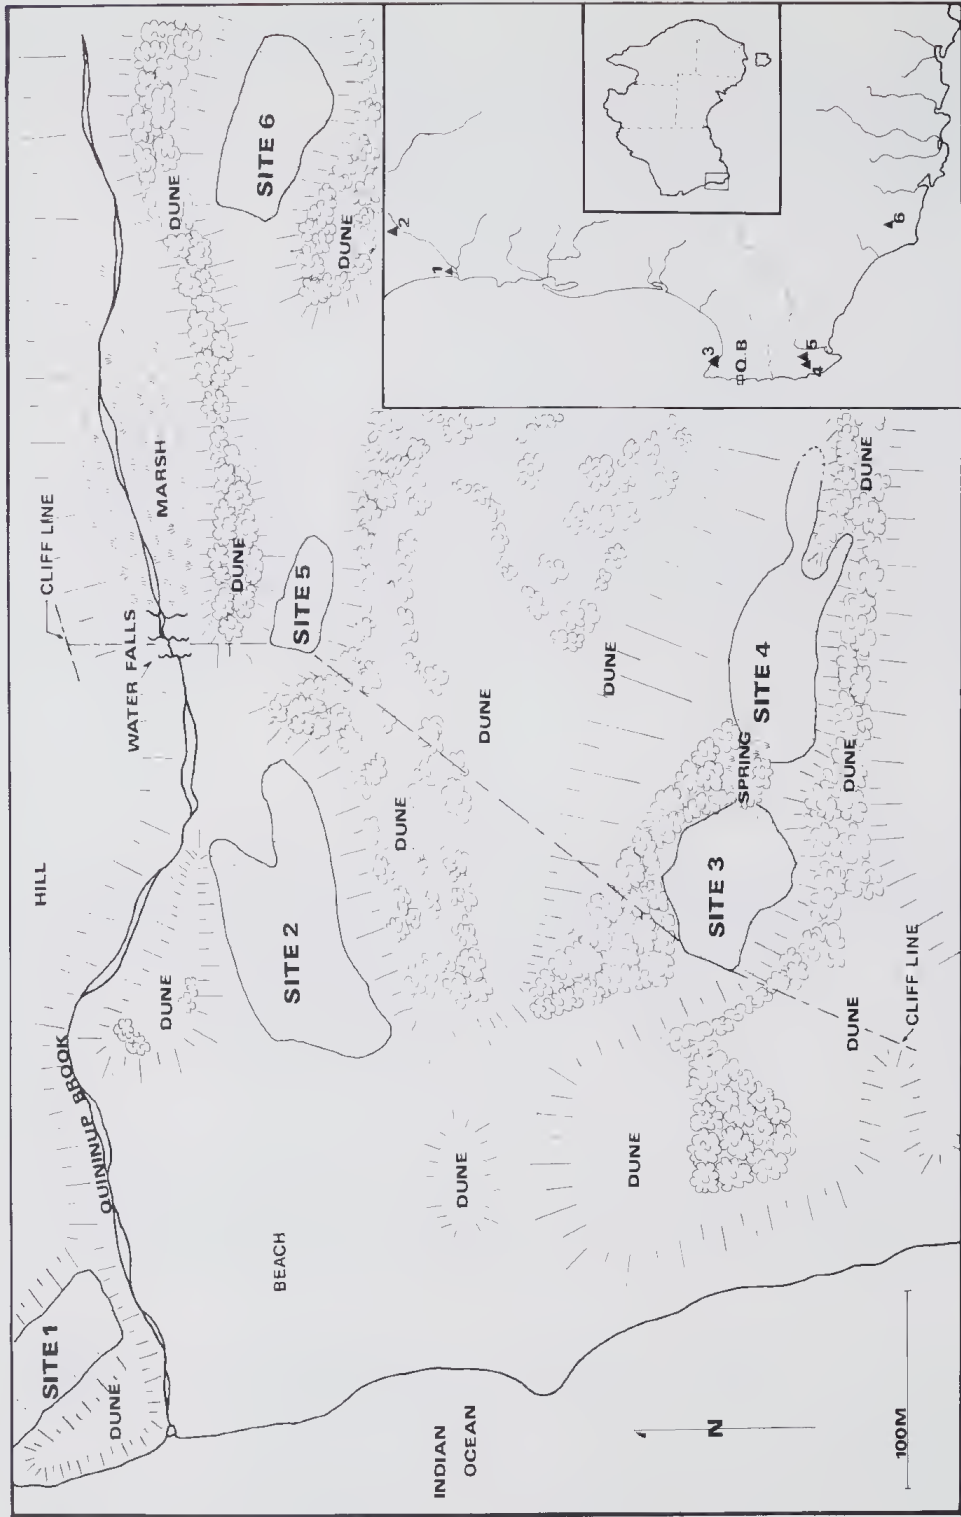 SITE 1
DUNE
QUININUP BROOK
HILL
DUNE
SITE 2
BEACH
INDIAN
OCEAN
DUNE
DUNE
DUNE
CLIFF LINE
WATER FALLS
CLIFF LINE
MARSH
DUNE
SITE 5
DUNE
SITE 6
DUNE
DUNE
DUNE
DUNE
SITE 3
SPRING
SITE 4
DUNE
DUNE
N
100M
1
2
3
Q.B
4
5
6